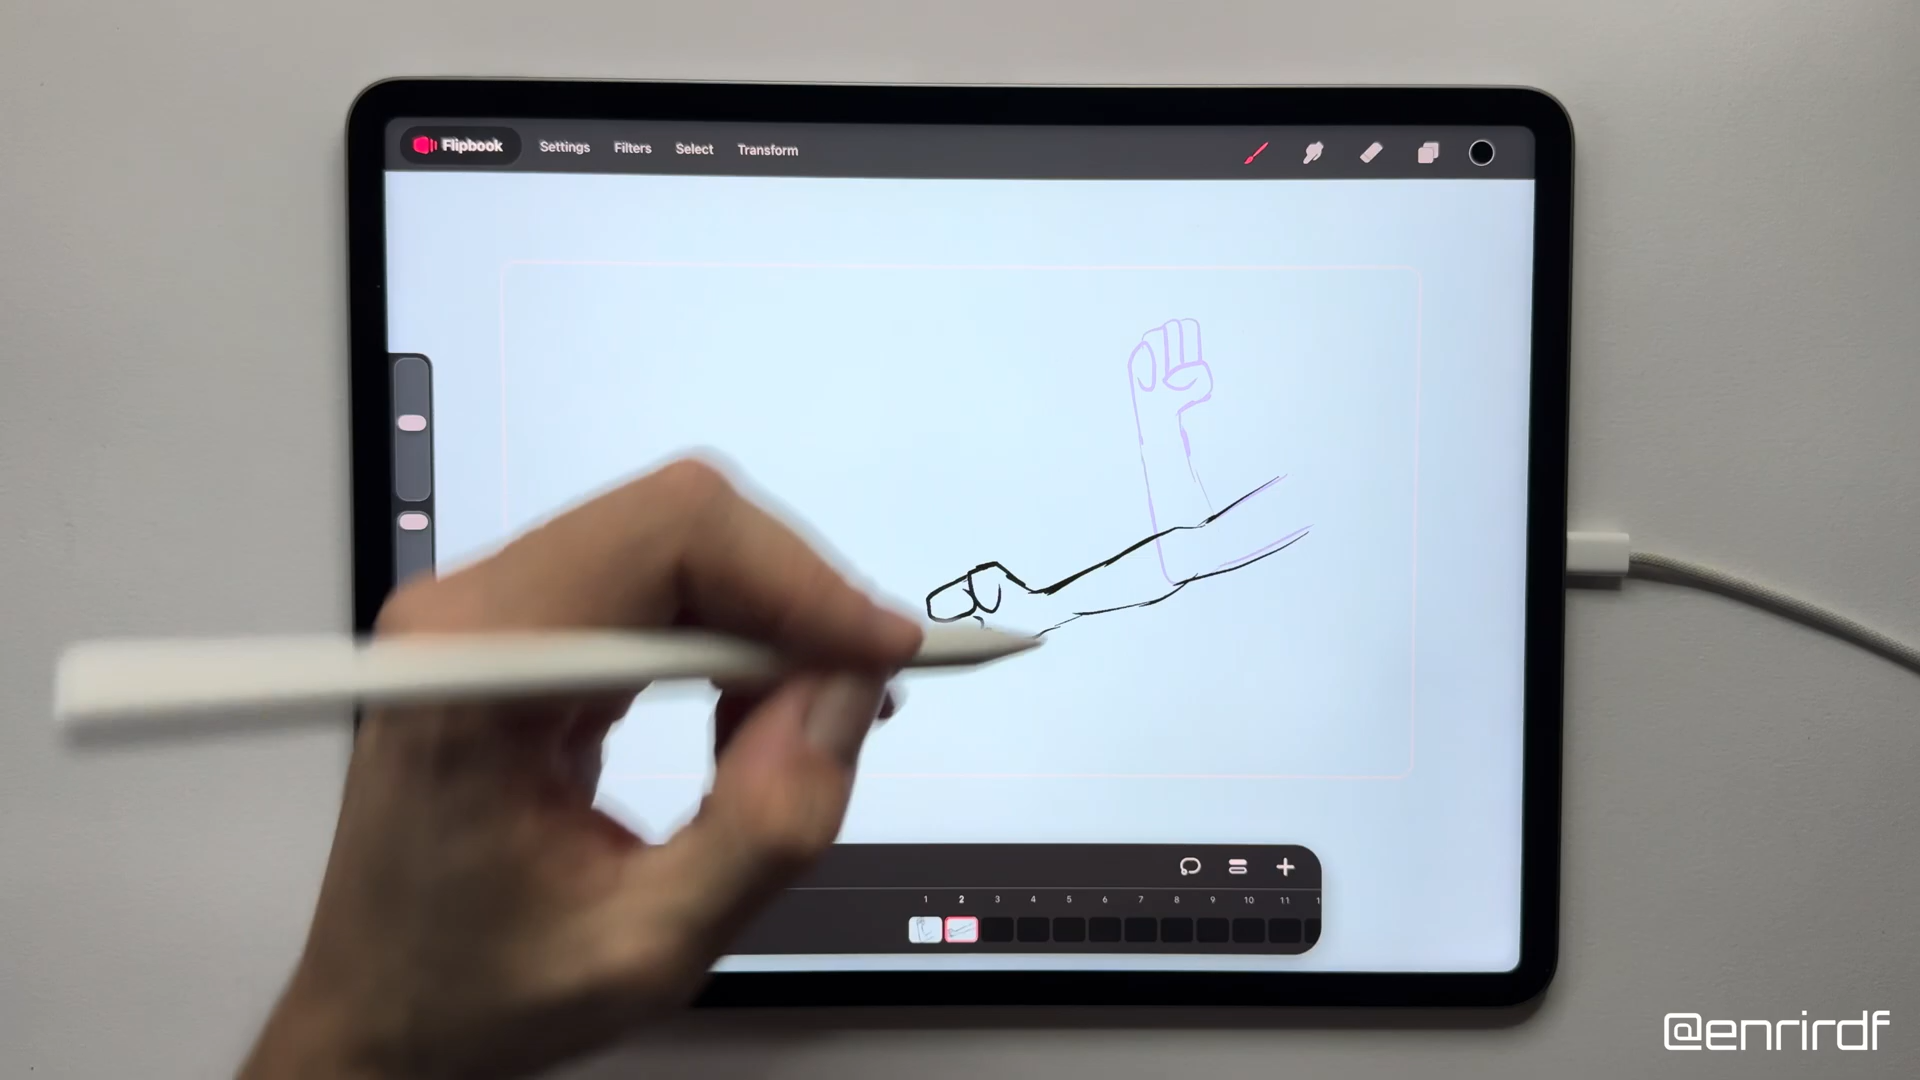 Flipbook Settings Filters Select Transform
1 2 3 4 5 6 7 8 9 10 11
@enrirdf